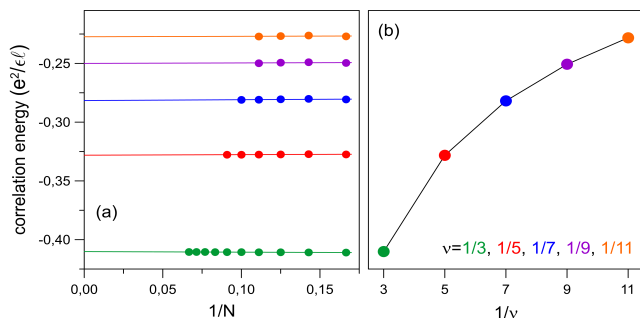 correlation energy (e²/ϵℓ)
-0,25
-0,30
-0,35
-0,40
(a)
0,00 0,05 0,10 0,15
1/N
(b)
ν=1/3, 1/5, 1/7, 1/9, 1/11
3 5 7 9 11
1/ν